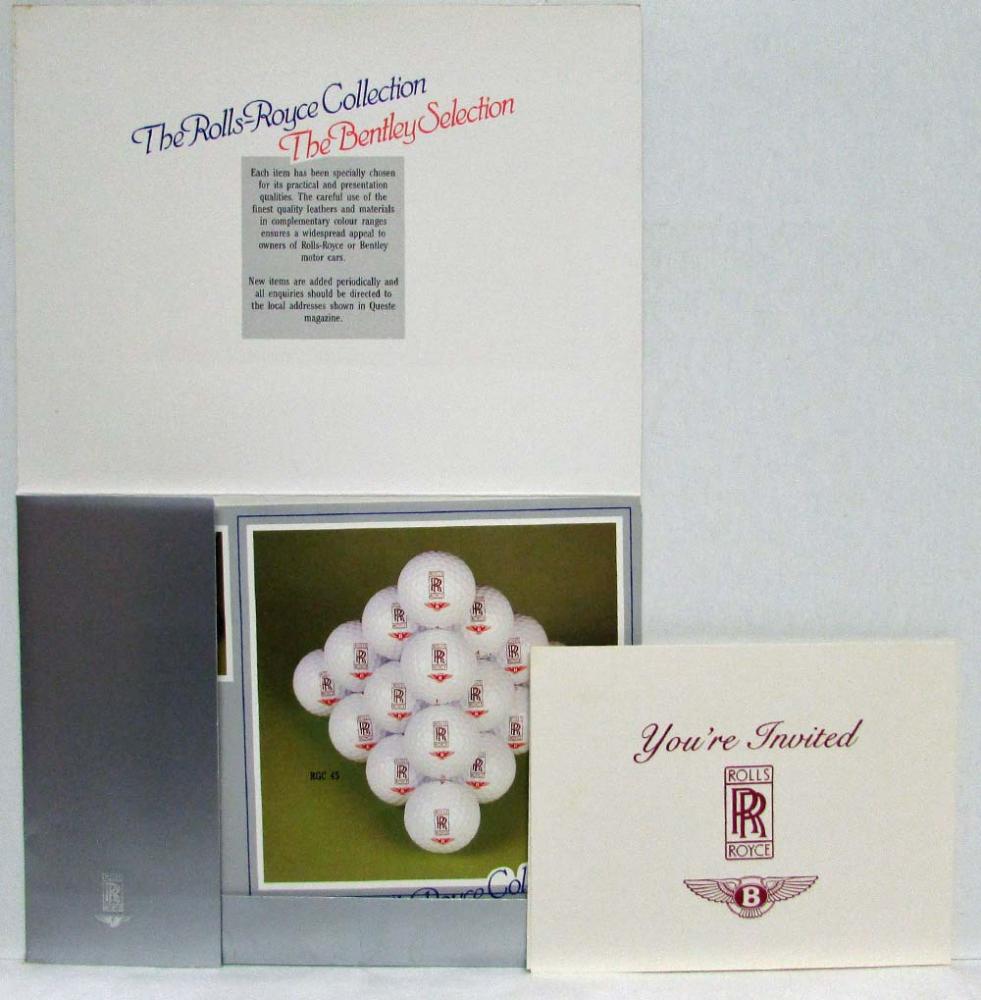 The Rolls-Royce Collection
The Bentley Selection
Each item has been specially chosen
for its practical and presentation
qualities. The careful use of the
finest quality leathers and materials
in complementary colour ranges
ensures a widespread appeal to
owners of Rolls-Royce or Bentley
motor cars.
New items are added periodically and
all enquiries should be directed to
the local addresses shown in Queste
magazine.
RGC 45
You're Invited
ROLLS
RR
ROYCE
B